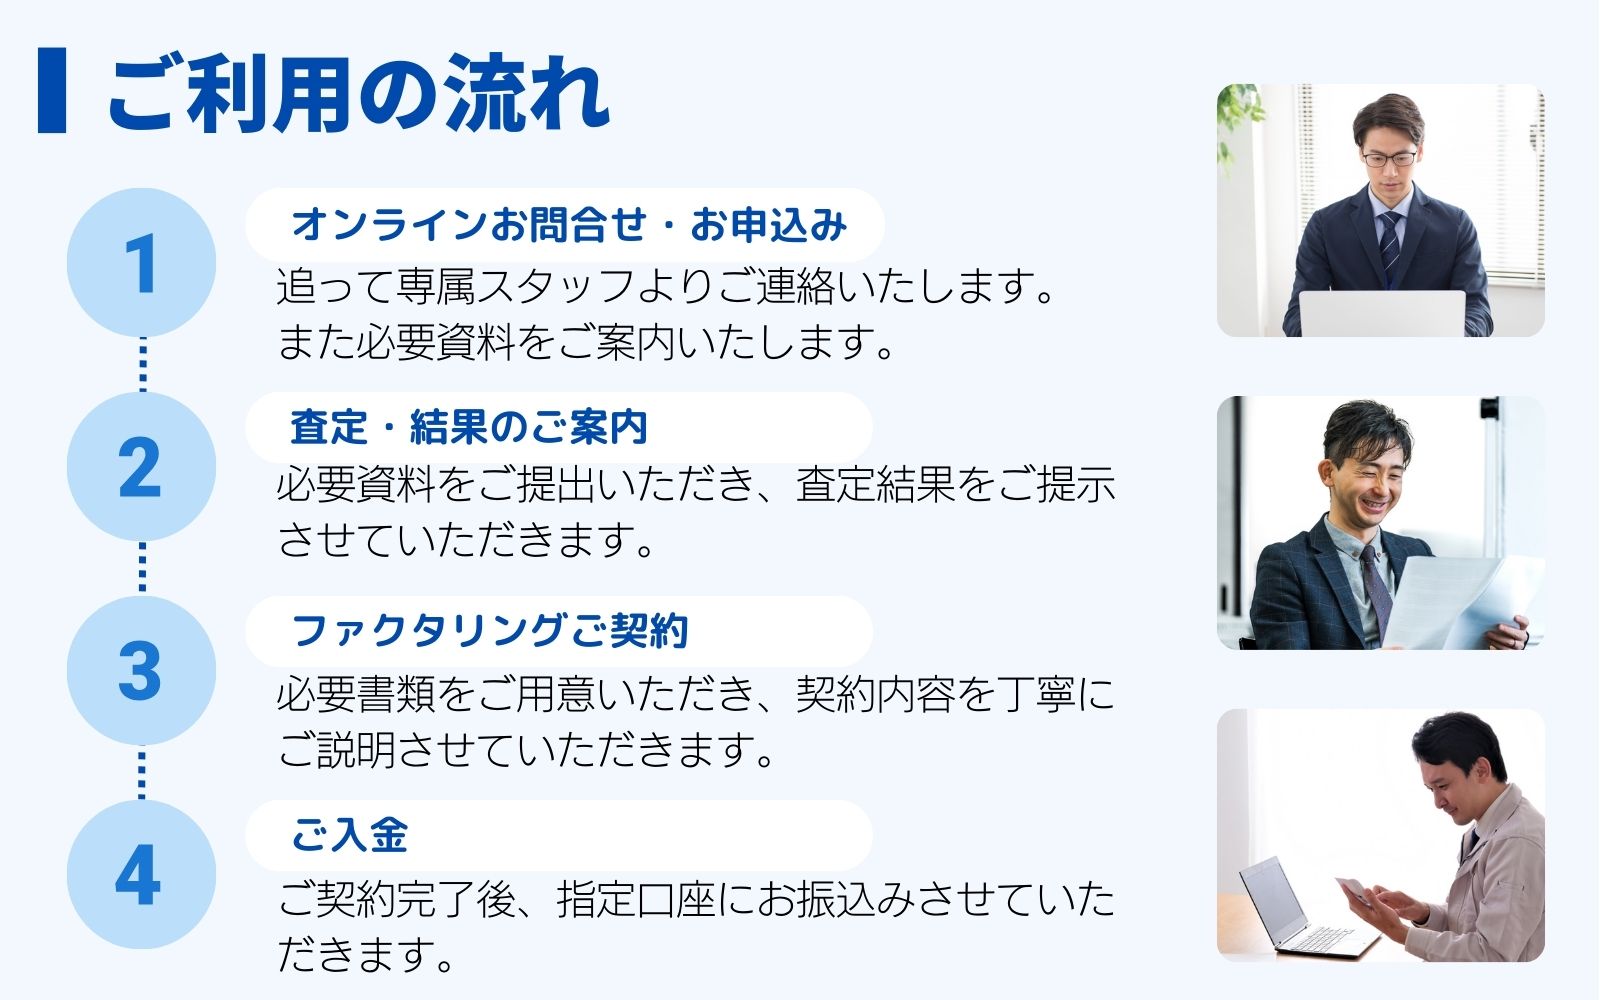 ご利用の流れ
1
オンラインお問合せ・お申込み
追って専属スタッフよりご連絡いたします。
また必要資料をご案内いたします。
2
査定・結果のご案内
必要資料をご提出いただき、査定結果をご提示
させていただきます。
3
ファクタリングご契約
必要書類をご用意いただき、契約内容を丁寧に
ご説明させていただきます。
4
ご入金
ご契約完了後、指定口座にお振込みさせていた
だきます。